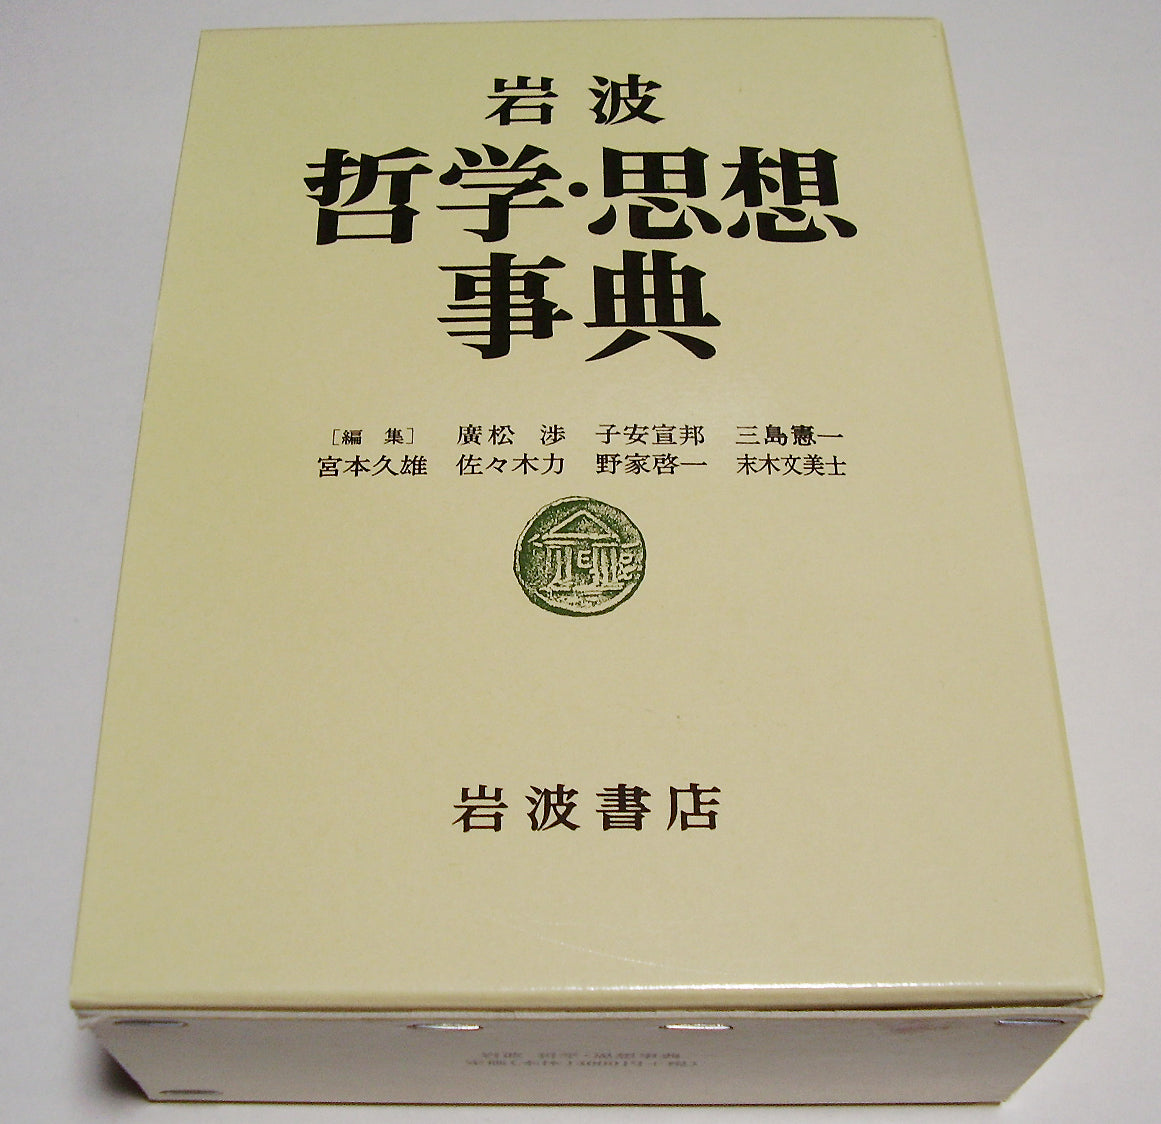 岩波
哲学・思想
事典
［編　集］　廣松　渉　子安宣邦　三島憲一
宮本久雄　佐々木力　野家啓一　末木文美士
E
岩波書店